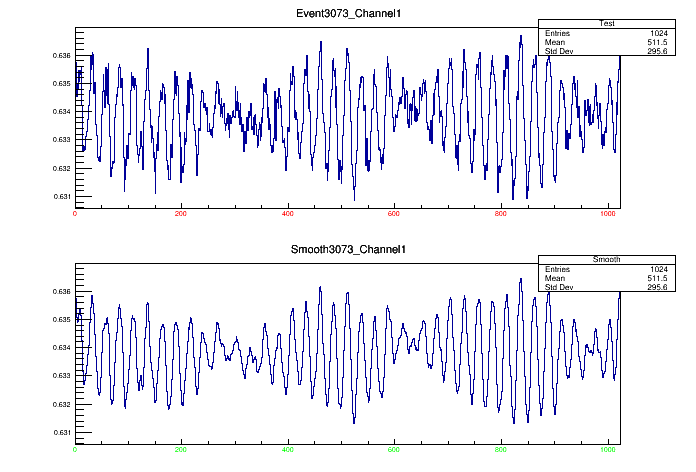 Event3073_Channel1
Test
Entries 1024
Mean 511.5
Std Dev 295.6
0.636
0.635
0.634
0.633
0.632
0.631
0 200 400 600 800 1000
Smooth3073_Channel1
Smooth
Entries 1024
Mean 511.5
Std Dev 295.6
0.636
0.635
0.634
0.633
0.632
0.631
0 200 400 600 800 1000